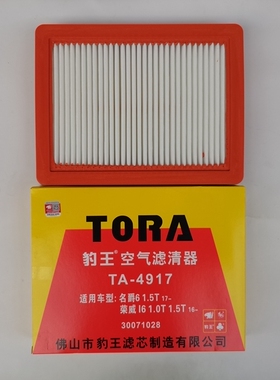 TORA
豹王 空气滤清器
TA-4917
适用车型: 名爵6 1.5T 17-
荣威 I6 1.0T 1.5T 16-
30071028
佛山市豹王滤芯制造有限公司